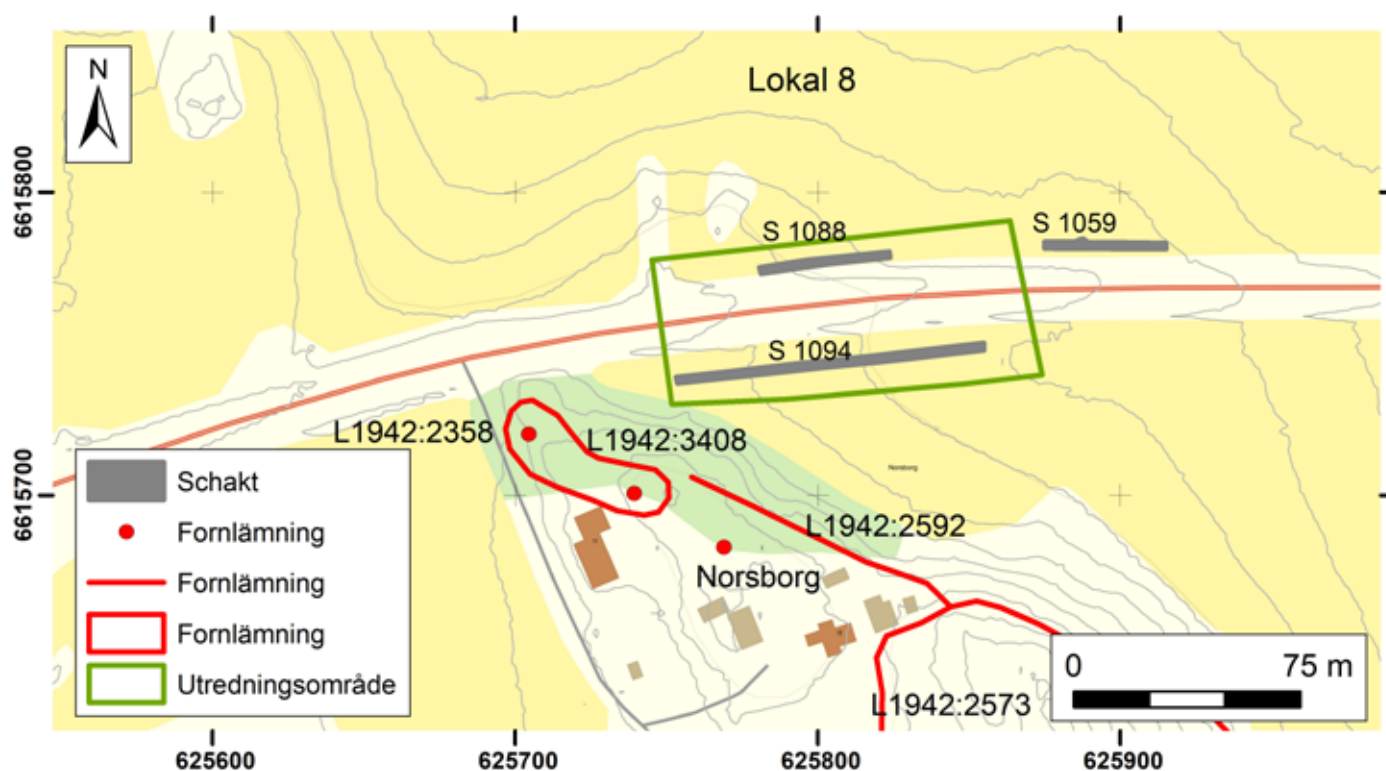 625600
625700
625800
625900
N
Lokal 8
6615800
6615700
S 1088
S 1059
S 1094
L1942:2358
L1942:3408
Norsborg
L1942:2592
Norsborg
L1942:2573
Schakt
Fornlämning
Fornlämning
Fornlämning
Utredningsområde
0 75 m